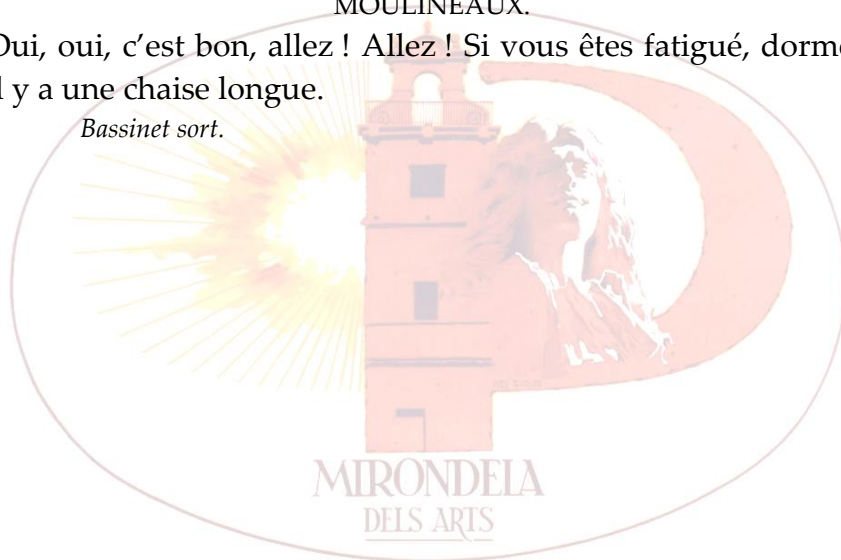 MOULINEAUX.
Oui, oui, c’est bon, allez ! Allez ! Si vous êtes fatigué,
y a une chaise longue.
Bassinet sort.
MIRONDELA
DELS ARTS